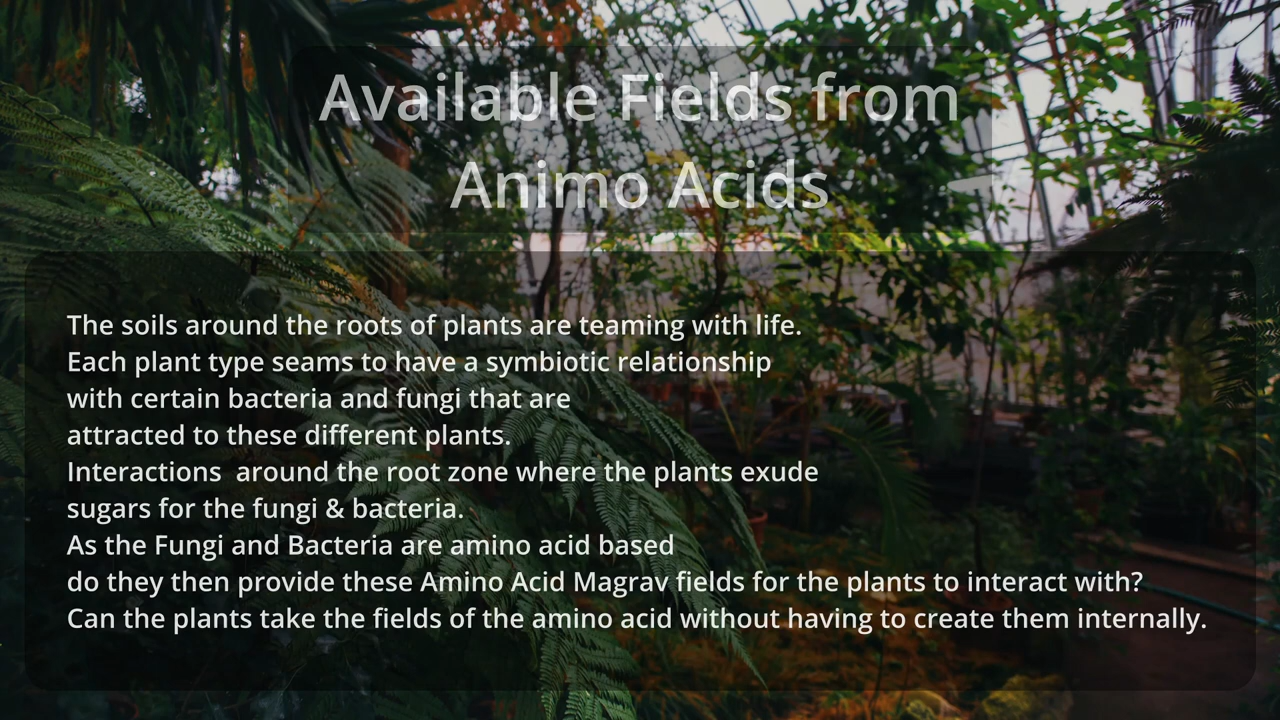 Available Fields from
Animo Acids
The soils around the roots of plants are teaming with life.
Each plant type seams to have a symbiotic relationship
with certain bacteria and fungi that are
attracted to these different plants.
Interactions  around the root zone where the plants exude
sugars for the fungi & bacteria.
As the Fungi and Bacteria are amino acid based
do they then provide these Amino Acid Magrav fields for the plants to interact with?
Can the plants take the fields of the amino acid without having to create them internally.